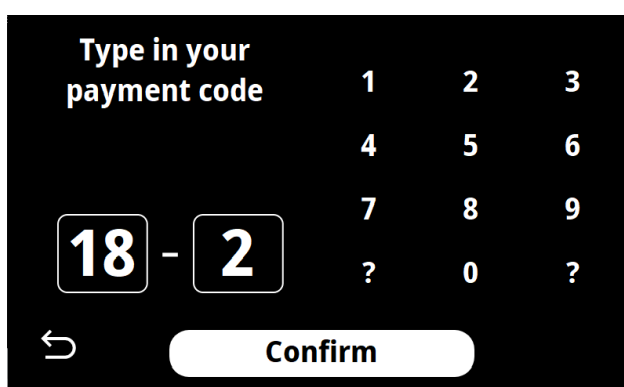 Type in your
payment code
18 - 2
1 2 3
4 5 6
7 8 9
? 0 ?
Confirm